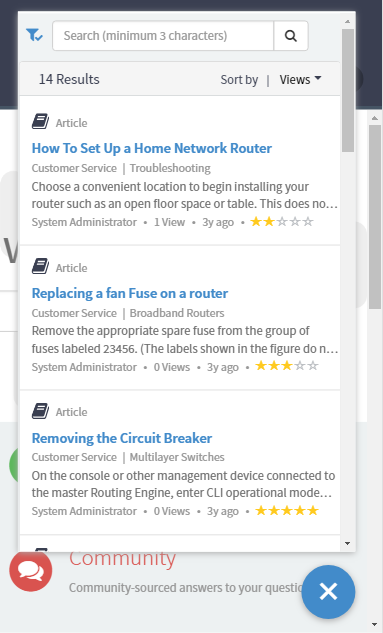 Search (minimum 3 characters)
14 Results
Sort by | Views
Article
How To Set Up a Home Network Router
Customer Service | Troubleshooting
Choose a convenient location to begin installing your
router such as an open floor space or table. This does no...
System Administrator • 1 View • 3y ago •
Article
Replacing a fan Fuse on a router
Customer Service | Broadband Routers
Remove the appropriate spare fuse from the group of
fuses labeled 23456. (The labels shown in the figure do n...
System Administrator • 0 Views • 3y ago •
Article
Removing the Circuit Breaker
Customer Service | Multilayer Switches
On the console or other management device connected to
the master Routing Engine, enter CLI operational mode...
System Administrator • 0 Views • 3y ago •
Community
Community-sourced answers to your questio